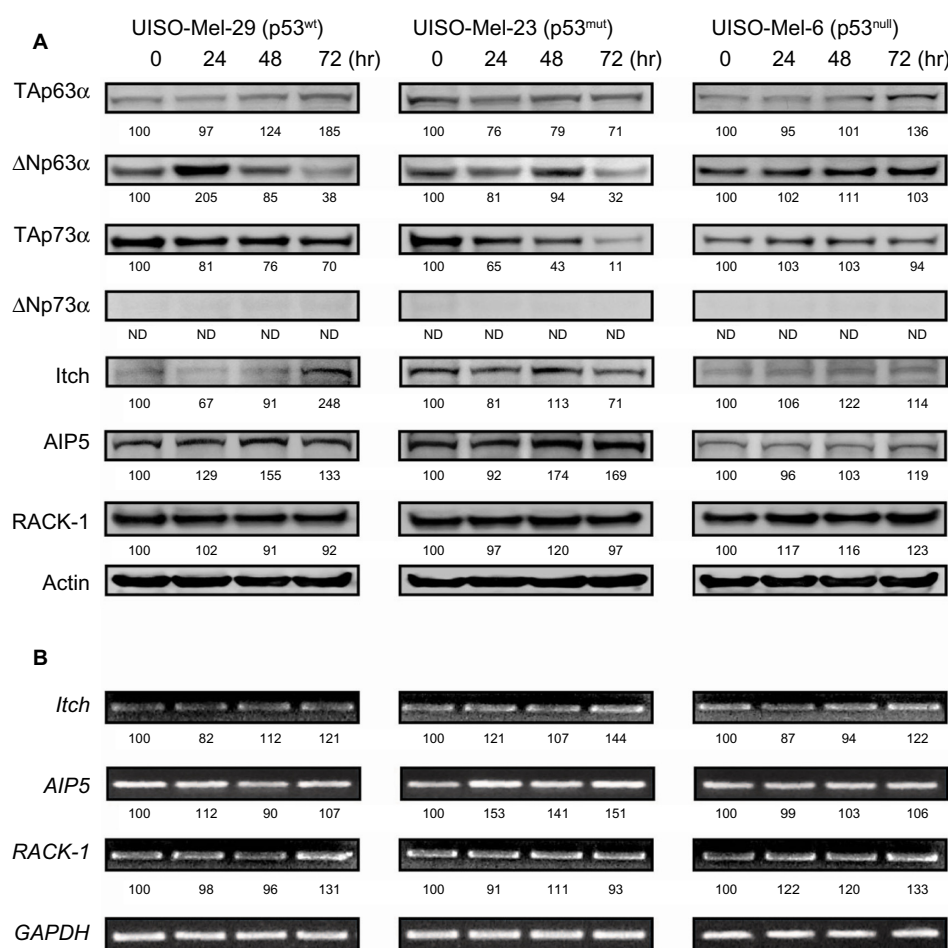 A
UISO-Mel-29 (p53wt) UISO-Mel-23 (p53mut) UISO-Mel-6 (p53null)
0 24 48 72 (hr) 0 24 48 72 (hr) 0 24 48 72 (hr)
TAp63α
100 97 124 185 100 76 79 71 100 95 101 136
ΔNp63α
100 205 85 38 100 81 94 32 100 102 111 103
TAp73α
100 81 76 70 100 65 43 11 100 103 103 94
ΔNp73α
ND ND ND ND ND ND ND ND ND ND ND ND
Itch
100 67 91 248 100 81 113 71 100 106 122 114
AIP5
100 129 155 133 100 92 174 169 100 96 103 119
RACK-1
100 102 91 92 100 97 120 97 100 117 116 123
Actin
B
Itch
100 82 112 121 100 121 107 144 100 87 94 122
AIP5
100 112 90 107 100 153 141 151 100 99 103 106
RACK-1
100 98 96 131 100 91 111 93 100 122 120 133
GAPDH